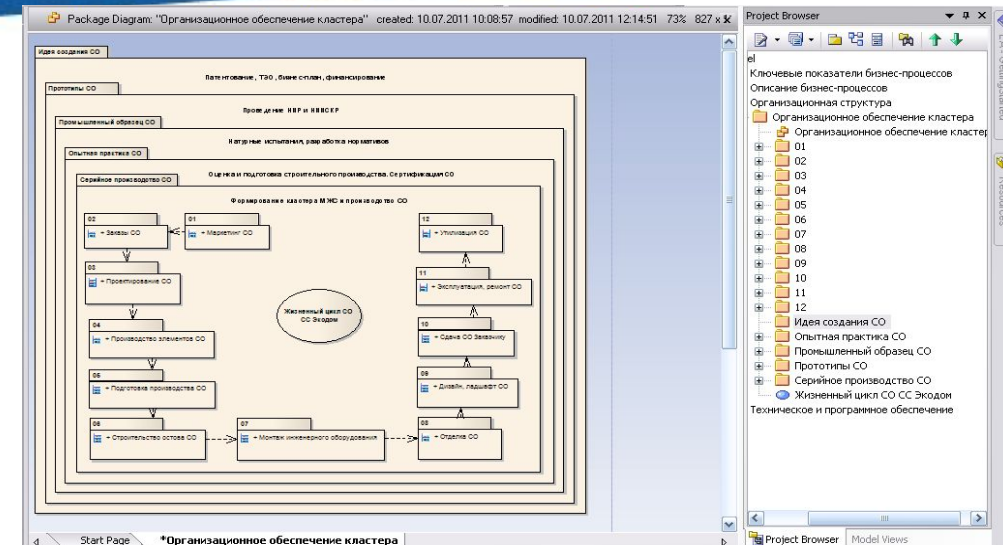 Package Diagram: "Организационное обеспечение кластера" created: 10.07.2011 10:08:57 modified: 10.07.2011 12:14:51 73% 827 x
Идея создания СО
Патентование, ТЭО, бизнес-план, финансирование
Прототипы СО
Проведение НИР и НИОКР
Промышленный образец СО
Натурные испытания, разработка нормативов
Опытная практика СО
Оценка и подготовка строительного производства. Сертификация СО
Серийное производство СО
Формирование кластера МЖС и производство СО
02
+ Заказы СО
01
+ Маркетинг СО
12
+ Утилизация СО
03
+ Проектирование СО
11
+ Эксплуатация, ремонт СО
Жизненный цикл СО
СС Экодом
04
+ Производство элементов СО
10
+ Сдача СО Заказчику
05
+ Подготовка производства СО
09
+ Дизайн, ладшафт СО
06
+ Строительство остова СО
07
+ Монтаж инженерного оборудования
08
+ Отделка СО
Start Page
*Организационное обеспечение кластера
Project Browser
el
Ключевые показатели бизнес-процессов
Описание бизнес-процессов
Организационная структура
Организационное обеспечение кластера
Организационное обеспечение кластер
01
02
03
04
05
06
07
08
09
10
11
12
Идея создания СО
Опытная практика СО
Промышленный образец СО
Прототипы СО
Серийное производство СО
Жизненный цикл СО СС Экодом
Техническое и программное обеспечение
Project Browser
Model Views
Resources